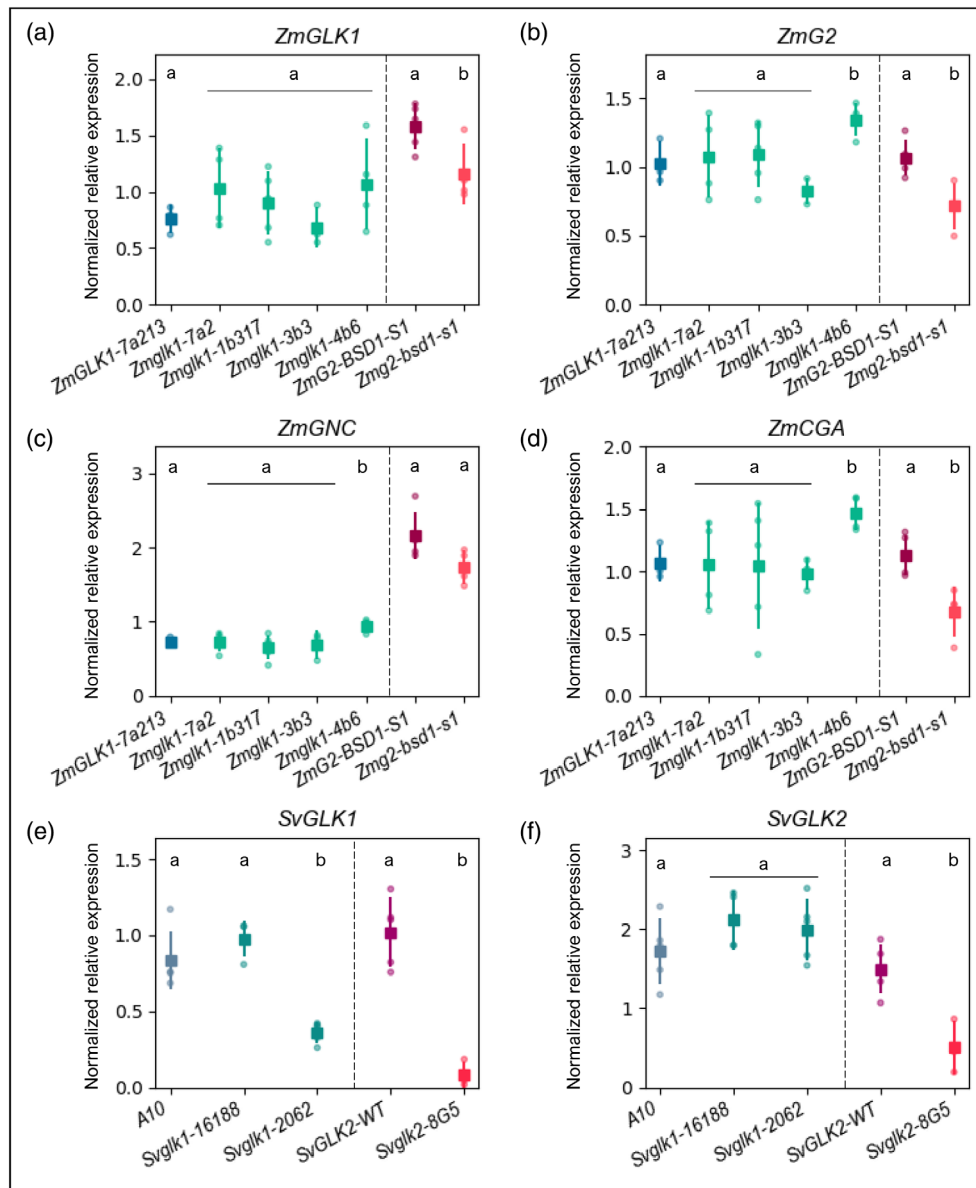 (a)
ZmGLK1
Normalized relative expression
2.0
1.5
1.0
0.5
0.0
a a a b
ZmGLK1-7a213
Zmglk1-7a2
Zmglk1-1b317
Zmglk1-3b3
Zmglk1-4b6
ZmG2-BSD1-S1
Zmg2-bsd1-s1
(b)
ZmG2
Normalized relative expression
1.5
1.0
0.5
0.0
a a b a b
ZmGLK1-7a213
Zmglk1-7a2
Zmglk1-1b317
Zmglk1-3b3
Zmglk1-4b6
ZmG2-BSD1-S1
Zmg2-bsd1-s1
(c)
ZmGNC
Normalized relative expression
3
2
1
0
a a b a a
ZmGLK1-7a213
Zmglk1-7a2
Zmglk1-1b317
Zmglk1-3b3
Zmglk1-4b6
ZmG2-BSD1-S1
Zmg2-bsd1-s1
(d)
ZmCGA
Normalized relative expression
2.0
1.5
1.0
0.5
0.0
a a b a b
ZmGLK1-7a213
Zmglk1-7a2
Zmglk1-1b317
Zmglk1-3b3
Zmglk1-4b6
ZmG2-BSD1-S1
Zmg2-bsd1-s1
(e)
SvGLK1
Normalized relative expression
1.5
1.0
0.5
0.0
a a b a b
A10
Svglk1-16188
Svglk1-2062
SvGLK2-WT
Svglk2-8G5
(f)
SvGLK2
Normalized relative expression
3
2
1
0
a a a b
A10
Svglk1-16188
Svglk1-2062
SvGLK2-WT
Svglk2-8G5